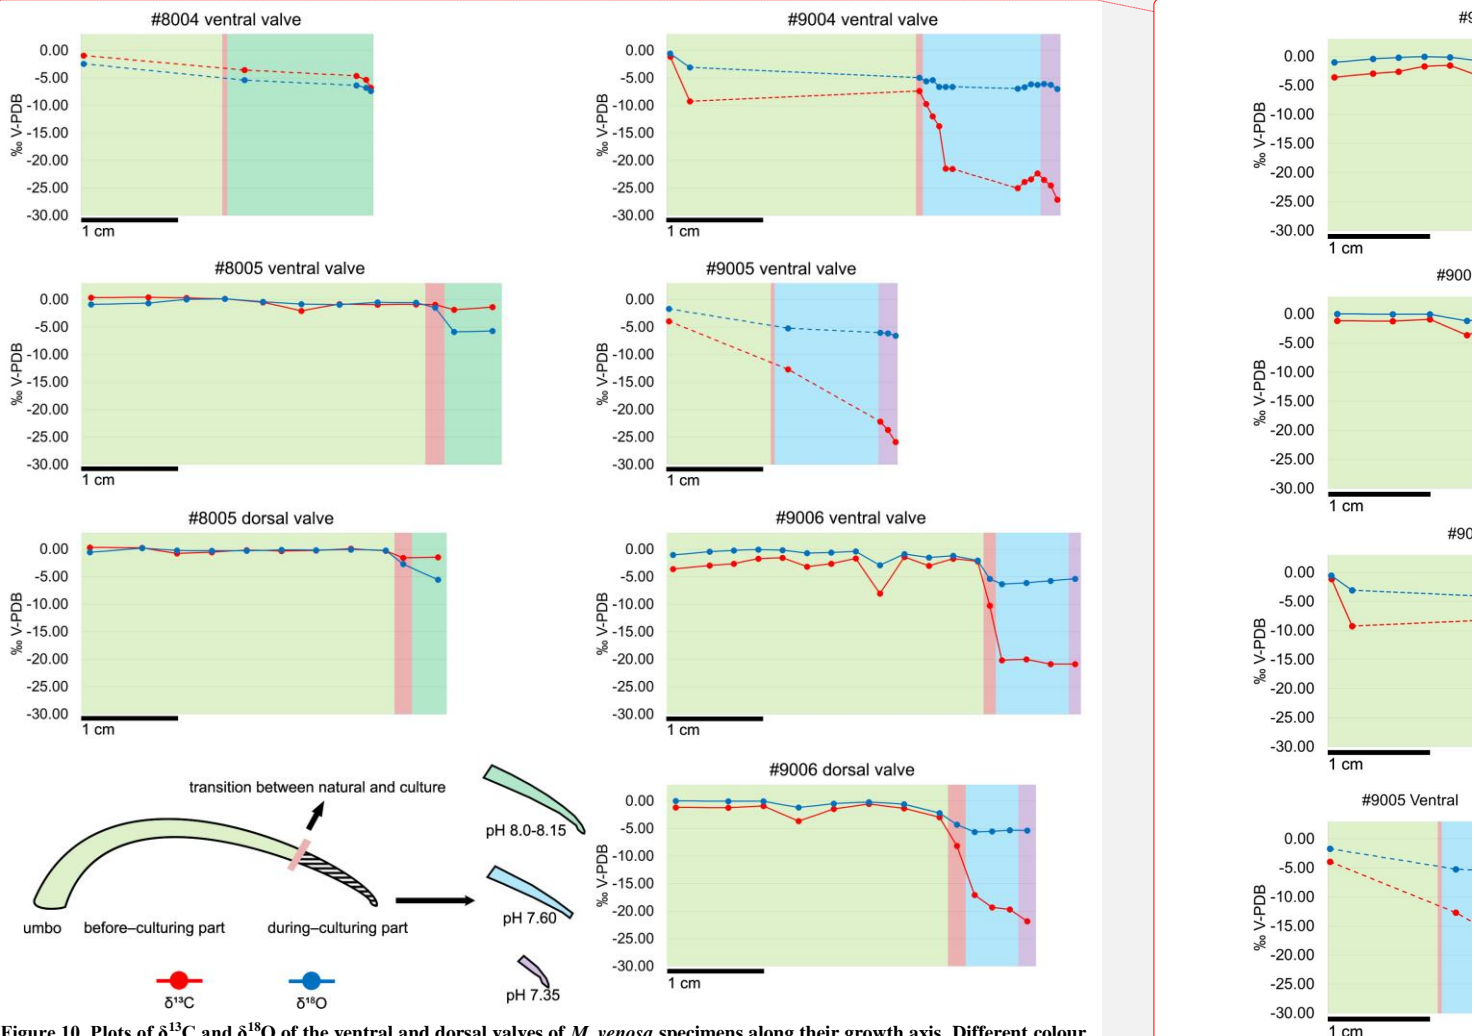 #8004 ventral valve
0.00
-5.00
-10.00
-15.00
-20.00
-25.00
-30.00
‰ V-PDB
1 cm
#9004 ventral valve
0.00
-5.00
-10.00
-15.00
-20.00
-25.00
-30.00
‰ V-PDB
1 cm
#8005 ventral valve
0.00
-5.00
-10.00
-15.00
-20.00
-25.00
-30.00
‰ V-PDB
1 cm
#9005 ventral valve
0.00
-5.00
-10.00
-15.00
-20.00
-25.00
-30.00
‰ V-PDB
1 cm
#8005 dorsal valve
0.00
-5.00
-10.00
-15.00
-20.00
-25.00
-30.00
‰ V-PDB
1 cm
#9006 ventral valve
0.00
-5.00
-10.00
-15.00
-20.00
-25.00
-30.00
‰ V-PDB
1 cm
transition between natural and culture
pH 8.0-8.15
pH 7.60
umbo before–culturing part during–culturing part
pH 7.35
δ¹³C δ¹⁸O
#9006 dorsal valve
0.00
-5.00
-10.00
-15.00
-20.00
-25.00
-30.00
‰ V-PDB
1 cm
Figure 10. Plots of δ¹³C and δ¹⁸O of the ventral and dorsal valves of M. venosa specimens along their growth axis. Different colour
#9
0.00
-5.00
-10.00
-15.00
-20.00
-25.00
-30.00
‰ V-PDB
1 cm
#900
0.00
-5.00
-10.00
-15.00
-20.00
-25.00
-30.00
‰ V-PDB
1 cm
#90
0.00
-5.00
-10.00
-15.00
-20.00
-25.00
-30.00
‰ V-PDB
1 cm
#9005 Ventral
0.00
-5.00
-10.00
-15.00
-20.00
-25.00
-30.00
‰ V-PDB
1 cm